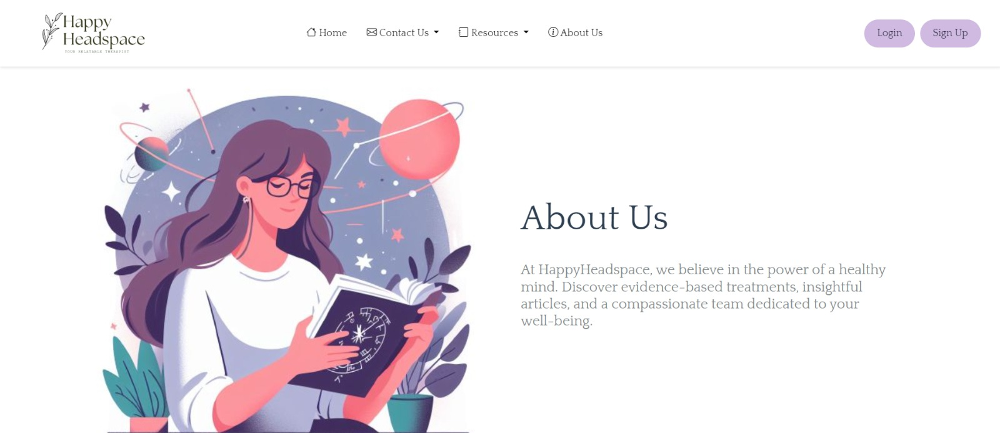 Happy
Headspace
YOUR RELATABLE THERAPIST
Home
Contact Us
Resources
About Us
Login
Sign Up
About Us
At HappyHeadspace, we believe in the power of a healthy
mind. Discover evidence-based treatments, insightful
articles, and a compassionate team dedicated to your
well-being.